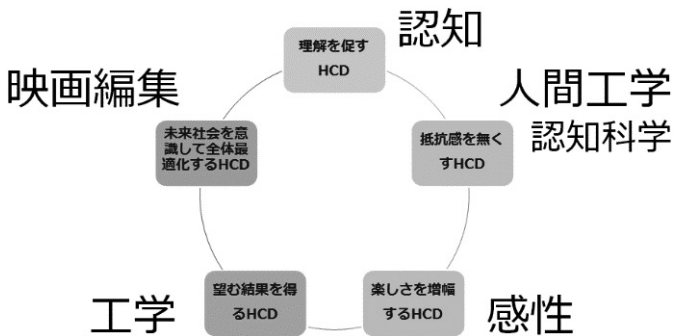 認知
理解を促す
HCD
人間工学
認知科学
抵抗感を無く
すHCD
感性
楽しさを増幅
するHCD
工学
望む結果を得
るHCD
映画編集
未来社会を意
識して全体最
適化するHCD